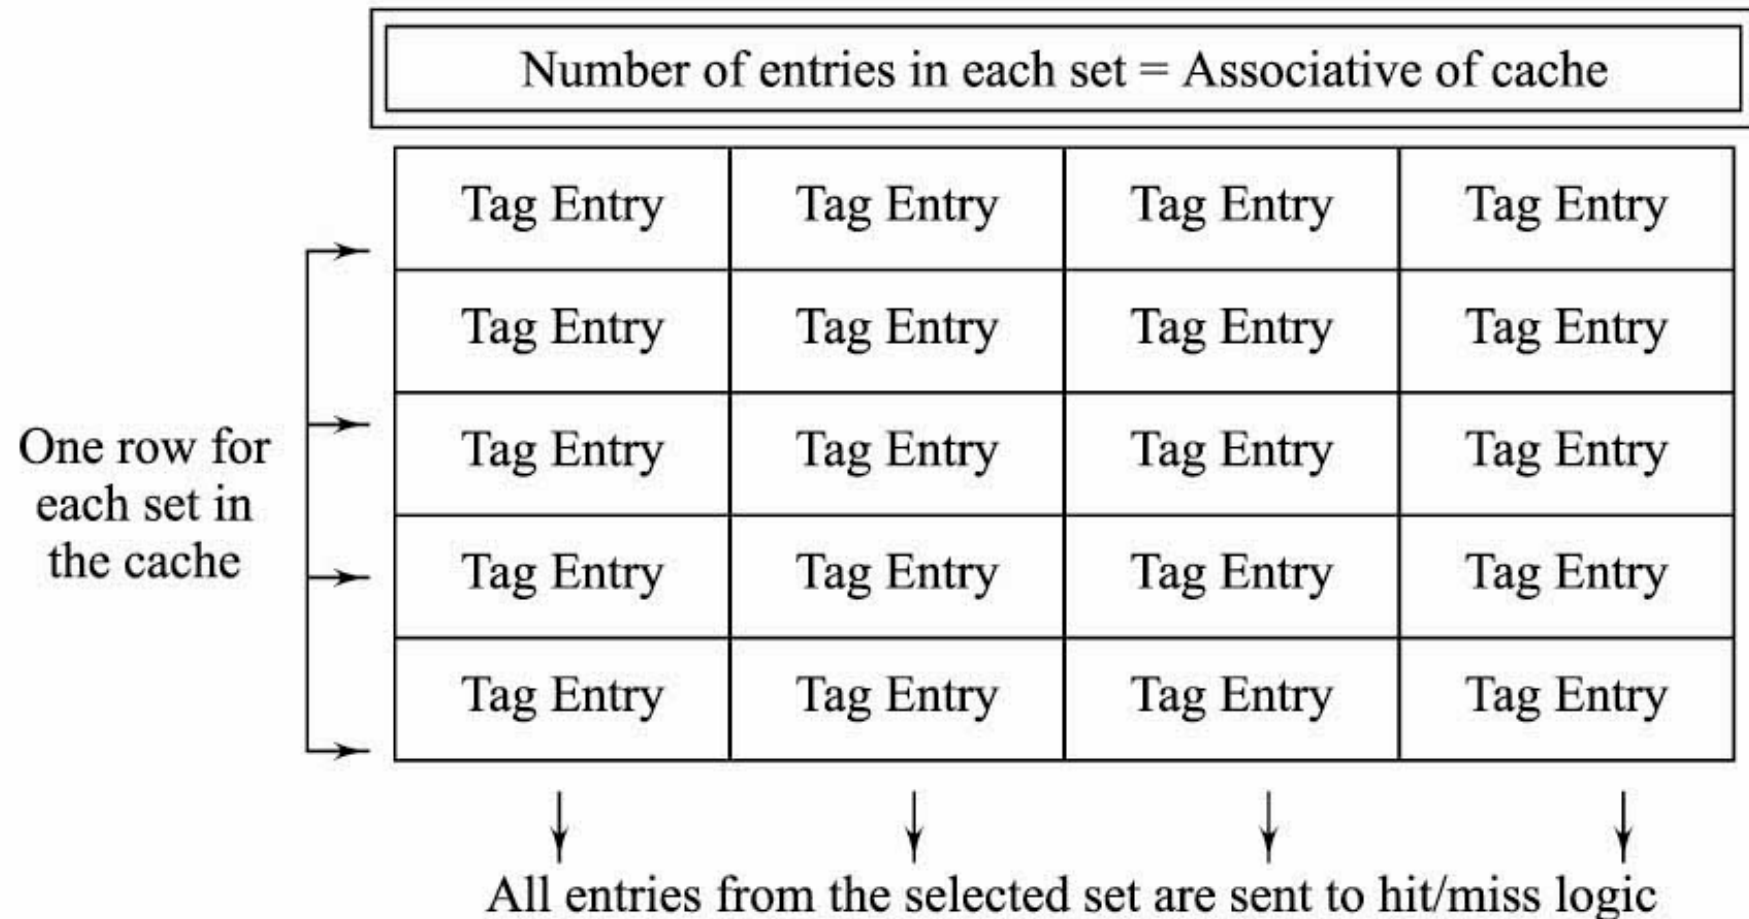 Number of entries in each set = Associative of cache
Tag Entry Tag Entry Tag Entry Tag Entry
Tag Entry Tag Entry Tag Entry Tag Entry
One row for
each set in
the cache
Tag Entry Tag Entry Tag Entry Tag Entry
Tag Entry Tag Entry Tag Entry Tag Entry
Tag Entry Tag Entry Tag Entry Tag Entry
All entries from the selected set are sent to hit/miss logic